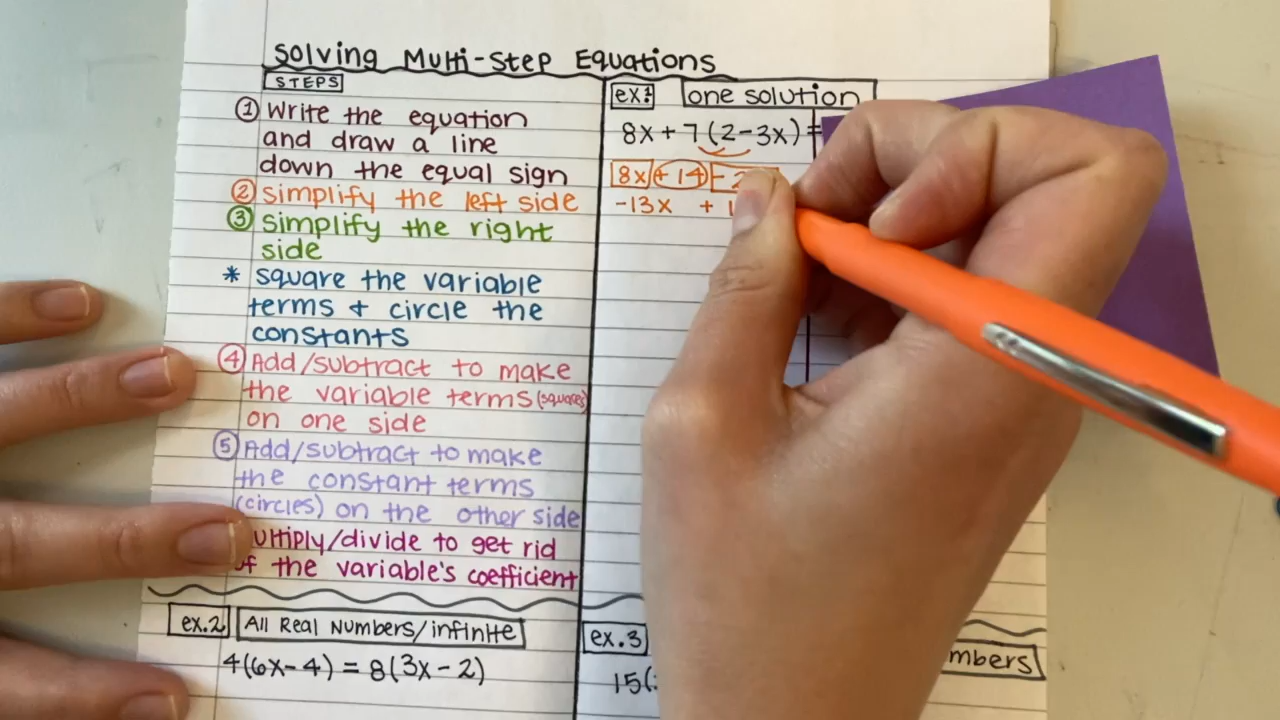 Solving Multi-Step Equations
STEPS
① Write the equation
and draw a line
down the equal sign
② simplify the left side
③ simplify the right
side
* square the variable
terms + circle the
constants
④ Add/subtract to make
the variable terms (squares)
on one side
⑤ Add/subtract to make
the constant terms
(circles) on the other side
ultiply/divide to get rid
of the variable's coefficient
ex.1 one solution
8x + 7(2-3x) =
8x + 14 - 2
-13x + 1
ex.2 All Real Numbers/infinite
4(6x-4) = 8(3x-2)
ex.3 mbers
15(